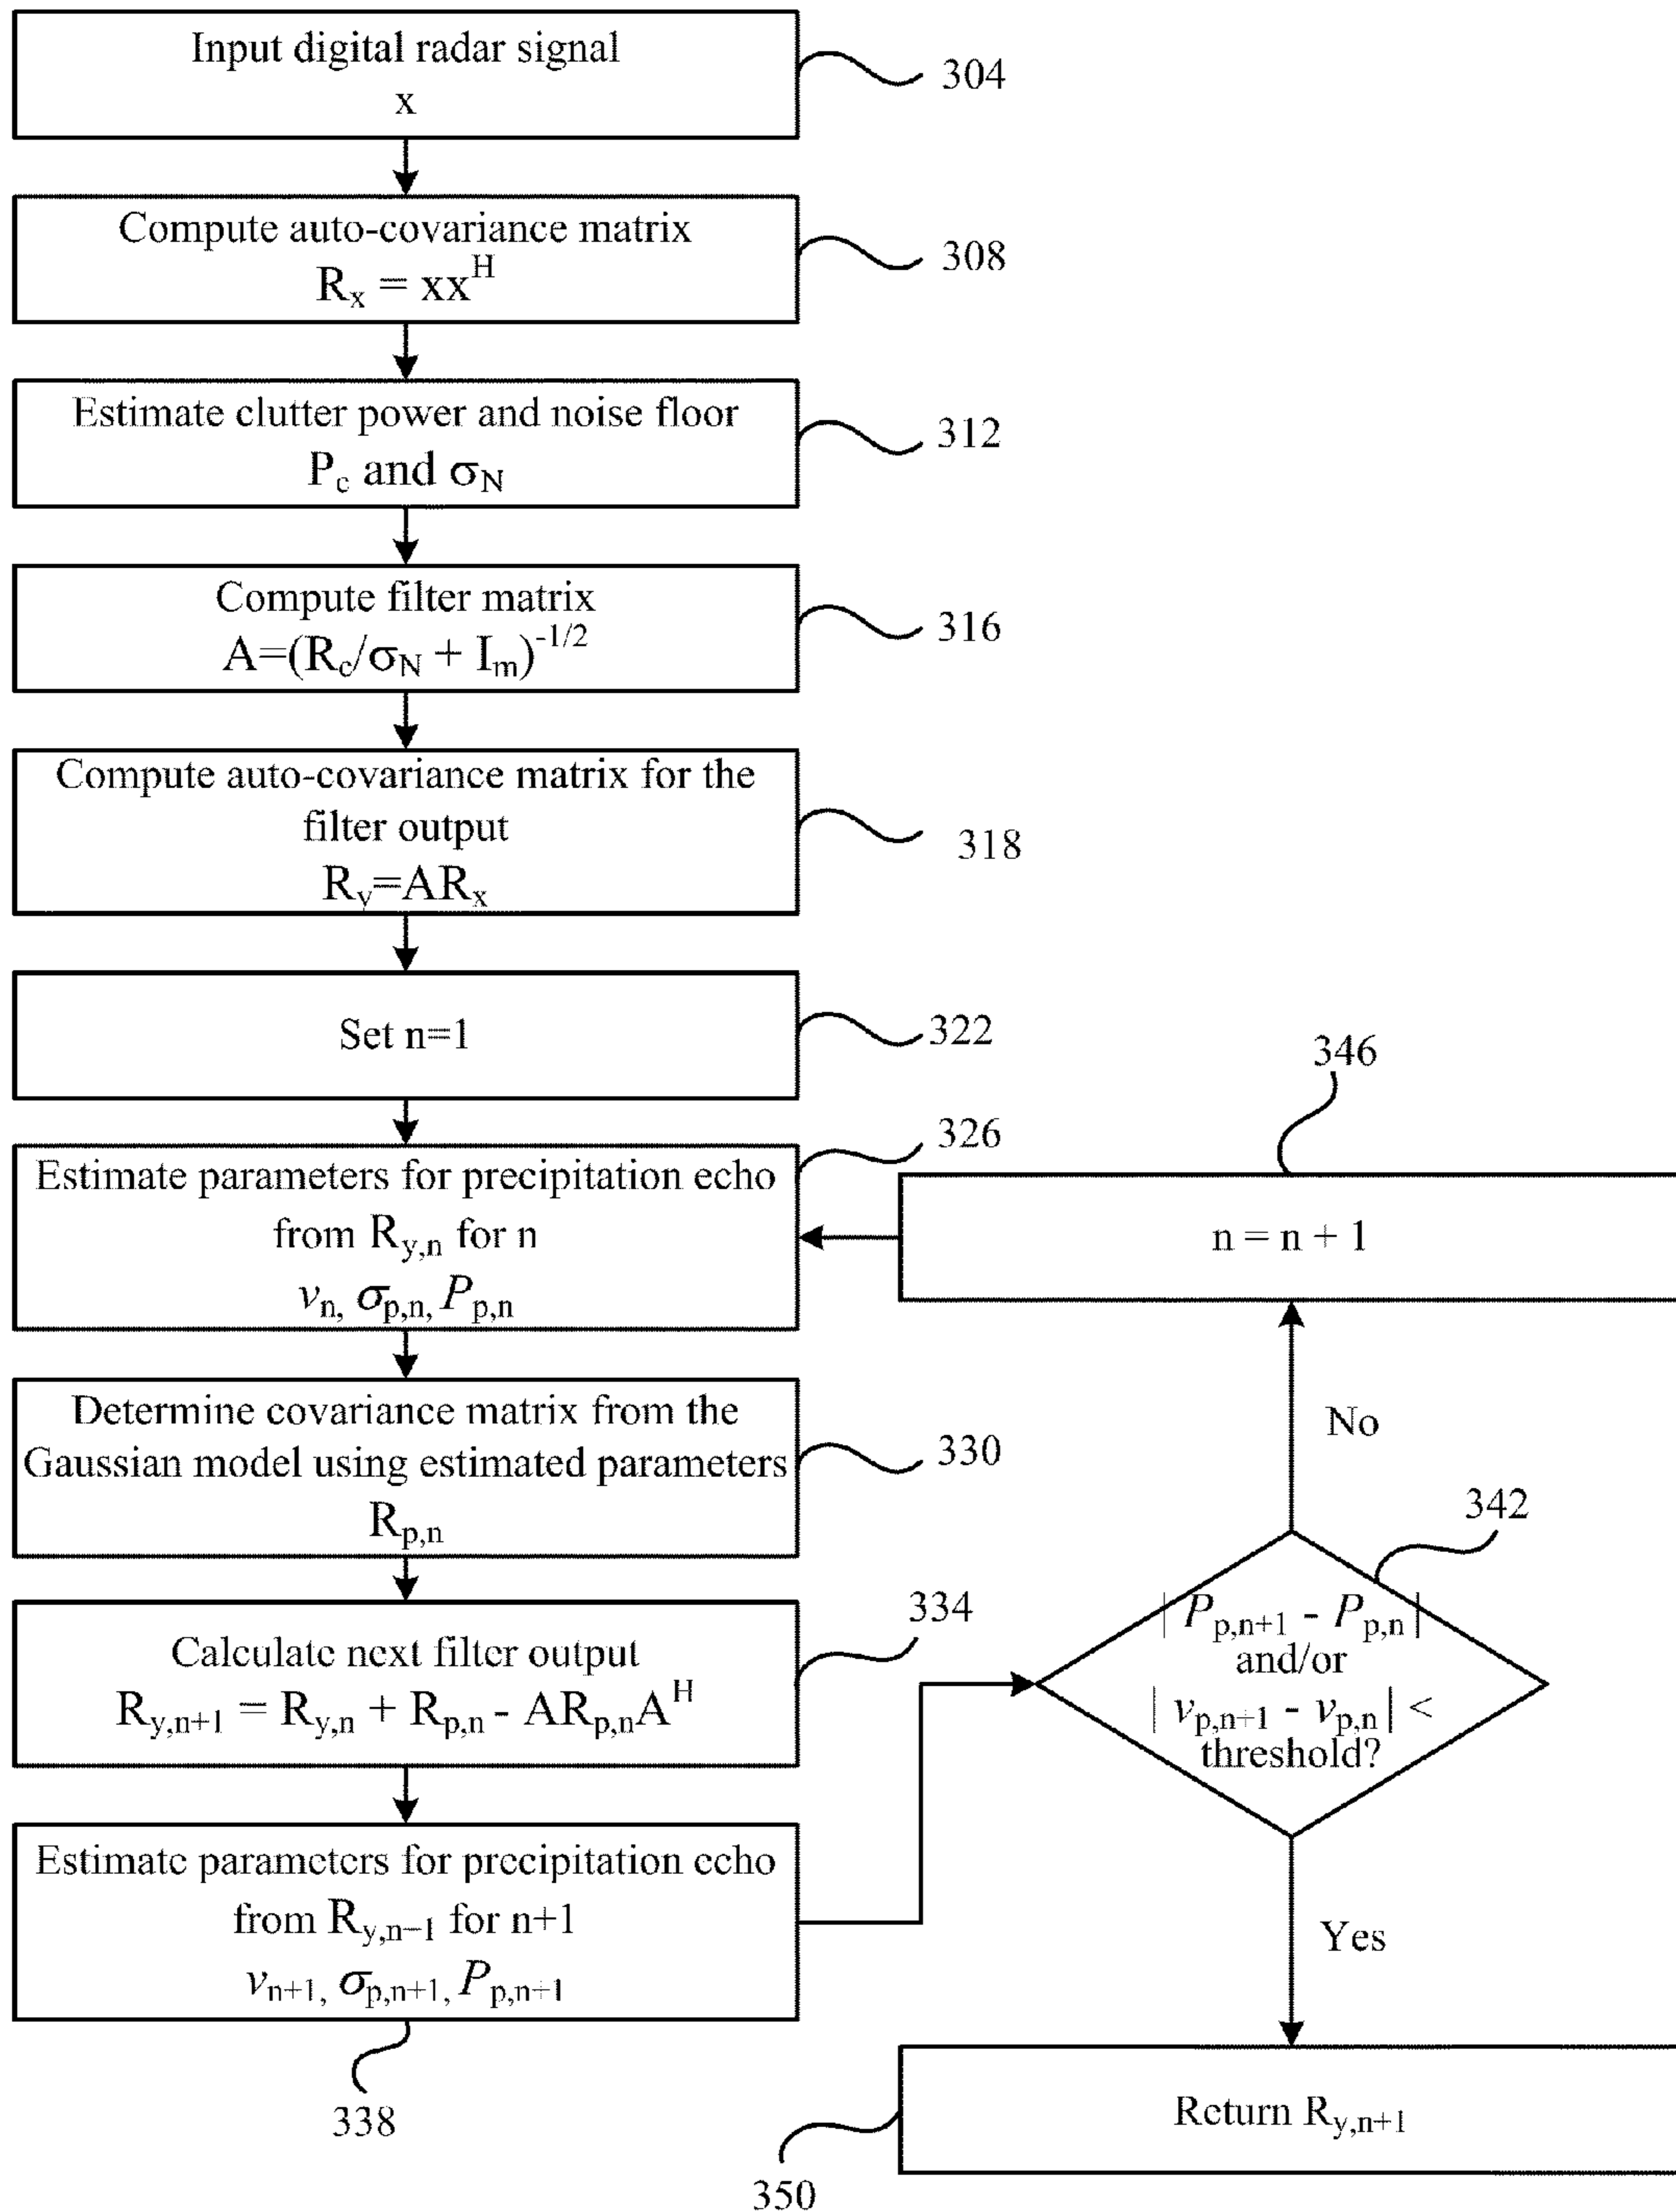 Input digital radar signal
x
304
Compute auto-covariance matrix
Rₓ = xxᴴ
308
Estimate clutter power and noise floor
P_c and σ_N
312
Compute filter matrix
A=(R_c/σ_N + I_m)^-1/2
316
Compute auto-covariance matrix for the
filter output
R_y=ARₓ
318
Set n=1
322
Estimate parameters for precipitation echo
from R_y,n for n
v_n, σ_p,n, P_p,n
326
Determine covariance matrix from the
Gaussian model using estimated parameters
R_p,n
330
Calculate next filter output
R_y,n+1 = R_y,n + R_p,n - AR_p,nAᴴ
334
Estimate parameters for precipitation echo
from R_y,n+1 for n+1
v_n+1, σ_p,n+1, P_p,n+1
338
| P_p,n+1 - P_p,n |
and/or
| v_p,n+1 - v_p,n | <
threshold?
342
No
n = n + 1
346
Yes
Return R_y,n+1
350